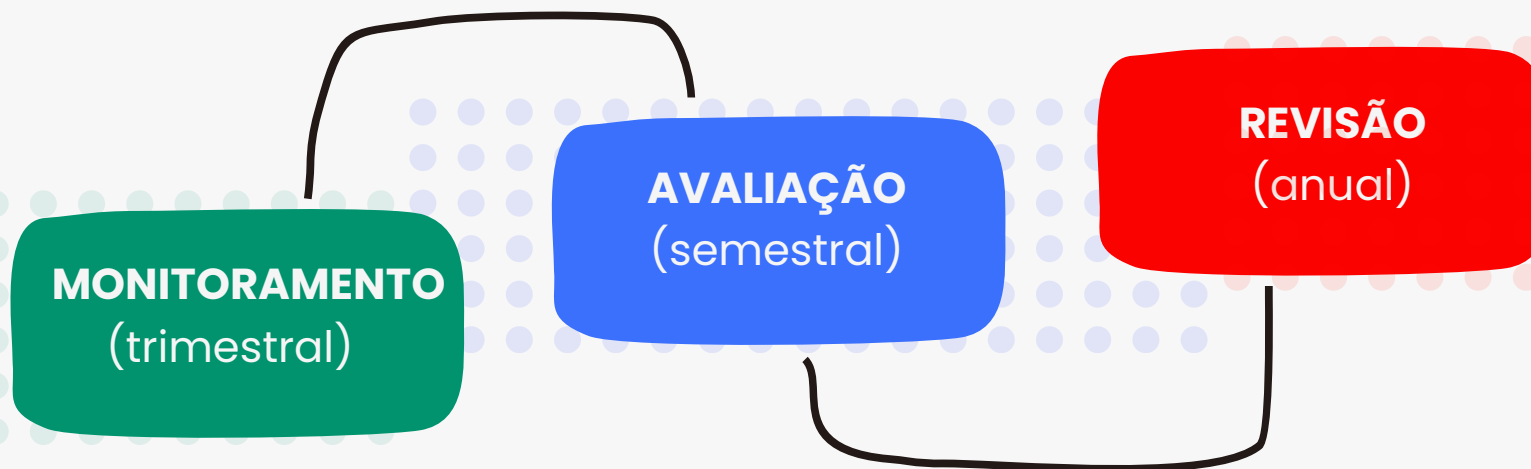 MONITORAMENTO
(trimestral)
AVALIAÇÃO
(semestral)
REVISÃO
(anual)